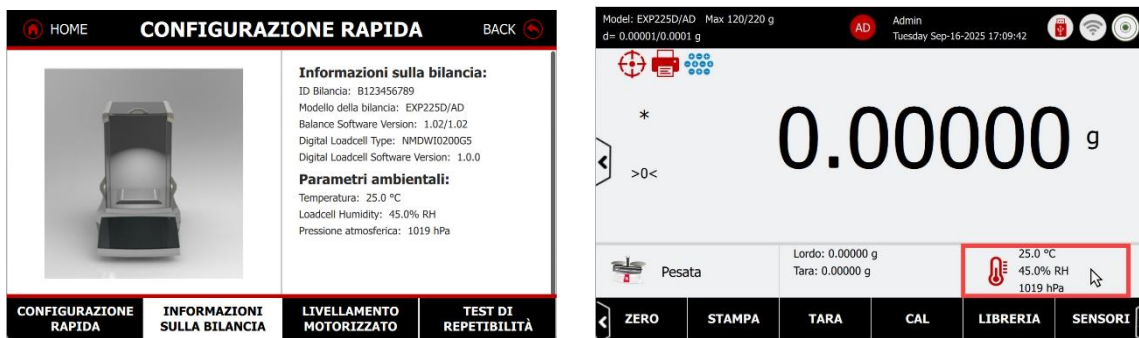 HOME CONFIGURAZIONE RAPIDA BACK
Informazioni sulla bilancia:
ID Bilancia: B123456789
Modello della bilancia: EXP225D/AD
Balance Software Version: 1.02/1.02
Digital Loadcell Type: NMDWI0200G5
Digital Loadcell Software Version: 1.0.0
Parametri ambientali:
Temperatura: 25.0 °C
Loadcell Humidity: 45.0% RH
Pressione atmosferica: 1019 hPa
CONFIGURAZIONE RAPIDA
INFORMAZIONI SULLA BILANCIA
LIVELLAMENTO MOTORIZZATO
TEST DI REPETIBILITÀ
Model: EXP225D/AD Max 120/220 g
d= 0.00001/0.0001 g
AD
Admin
Tuesday Sep-16-2025 17:09:42
*
0.00000 g
>0<
Pesata
Lordo: 0.00000 g
Tara: 0.00000 g
25.0 °C
45.0% RH
1019 hPa
ZERO STAMPA TARA CAL LIBRERIA SENSORI